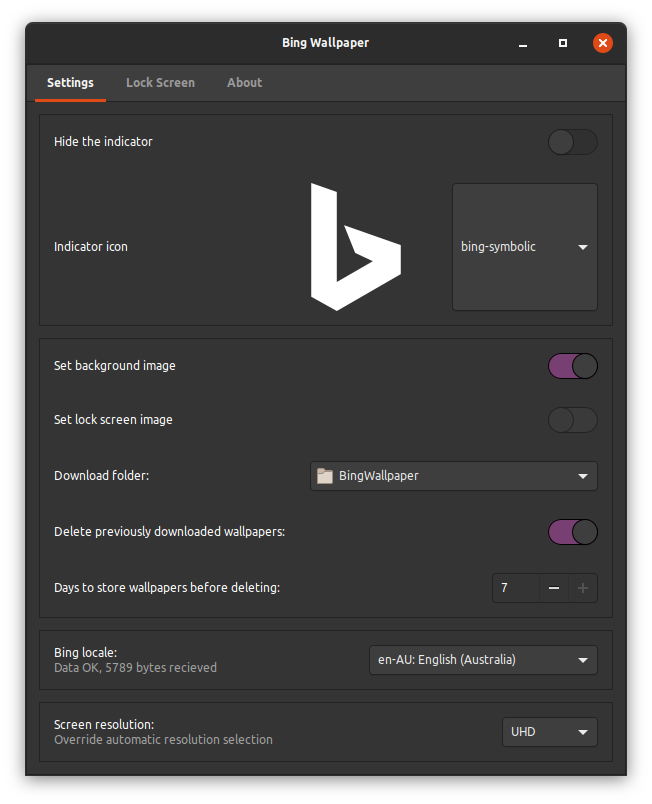 Bing Wallpaper
Settings Lock Screen About
Hide the indicator
Indicator icon bing-symbolic
Set background image
Set lock screen image
Download folder: BingWallpaper
Delete previously downloaded wallpapers:
Days to store wallpapers before deleting: 7 − +
Bing locale:
Data OK, 5789 bytes recieved
en-AU: English (Australia)
Screen resolution:
Override automatic resolution selection
UHD